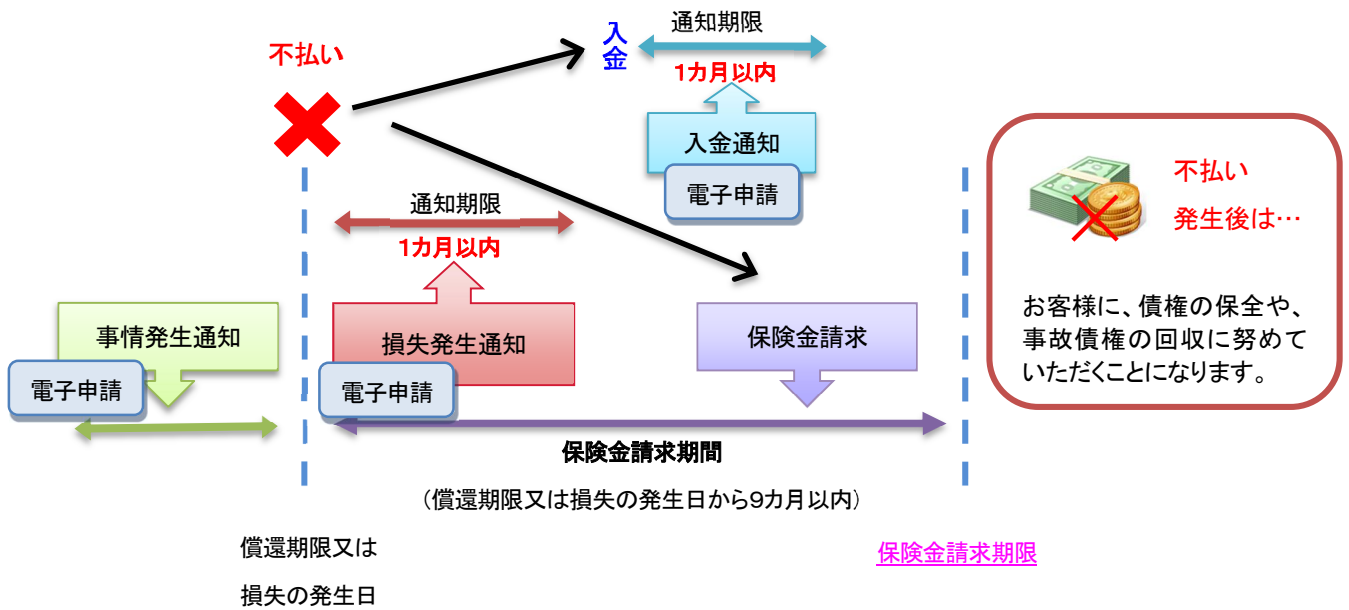 不払い
入金
通知期限
1カ月以内
入金通知
電子申請
通知期限
1カ月以内
事情発生通知
電子申請
損失発生通知
電子申請
保険金請求
保険金請求期間
(償還期限又は損失の発生日から9カ月以内)
償還期限又は
損失の発生日
保険金請求期限
不払い
発生後は…
お客様に、債権の保全や、
事故債権の回収に努めて
いただくことになります。